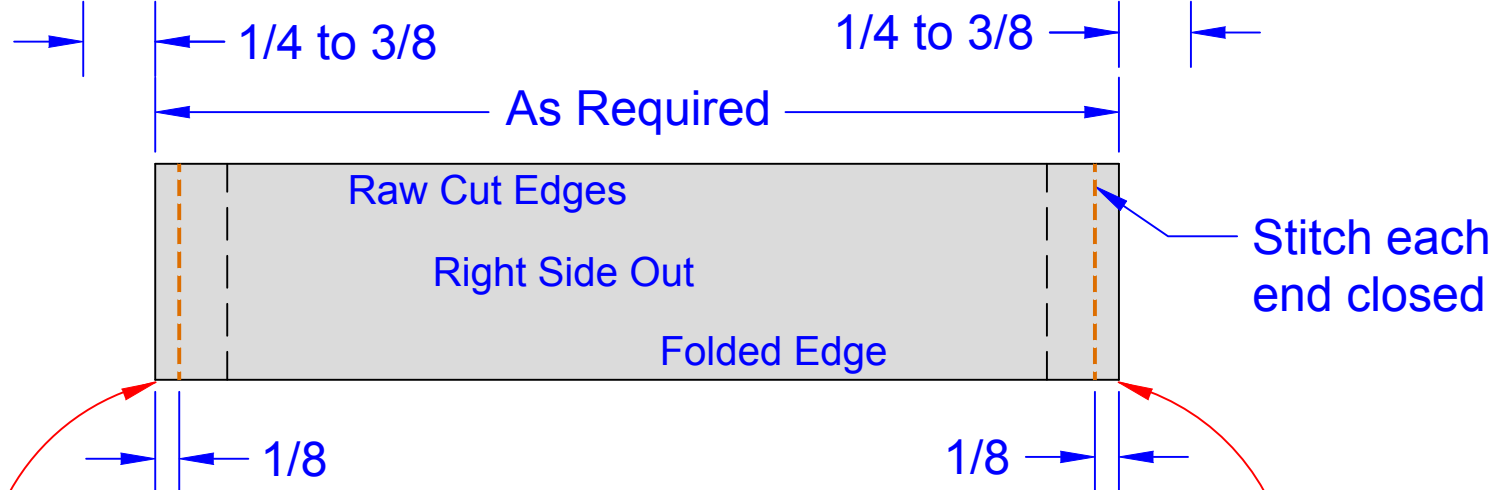 1/4 to 3/8
1/4 to 3/8
As Required
Raw Cut Edges
Right Side Out
Stitch each
end closed
Folded Edge
1/8
1/8